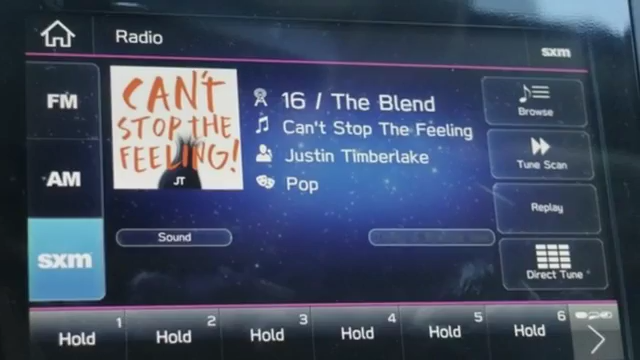 Radio
sxm
FM
AM
sxm
CAN'T
STOP THE
FEELING!
JT
16 / The Blend
Can't Stop The Feeling
Justin Timberlake
Pop
Sound
Browse
Tune Scan
Replay
Direct Tune
1 Hold
2 Hold
3 Hold
4 Hold
5 Hold
6 Hold